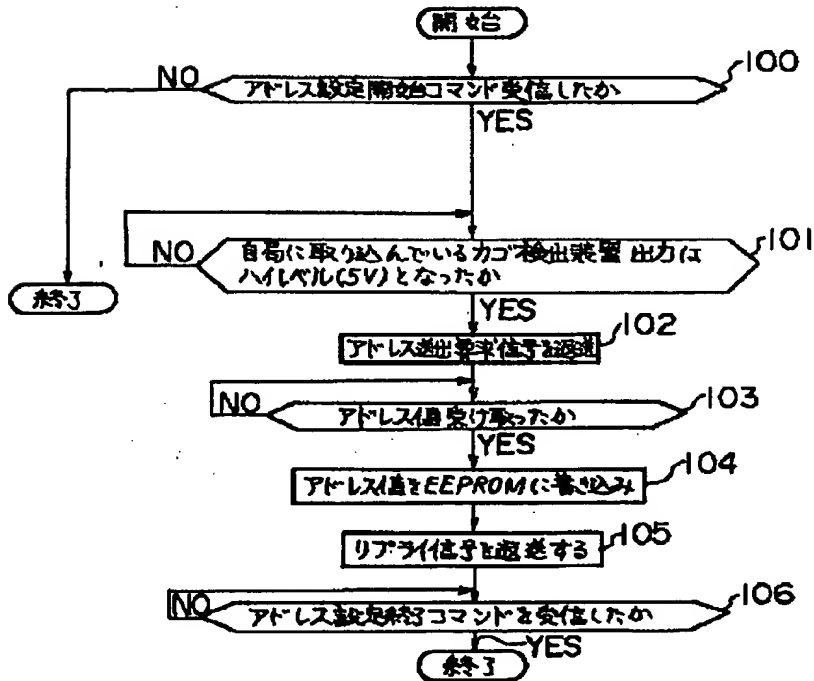 開始
100
NO
アドレス設定開始コマンド受信したか
YES
101
NO
自局に取り込んでいるカゴ検出装置出力は
ハイレベル(5V)となったか
終了
YES
102
アドレス送出要求信号を返送
NO
103
アドレス値受け取ったか
YES
104
アドレス値をEEPROMに書き込み
105
リプライ信号を返送する
NO
106
アドレス設定終了コマンドを受信したか
YES
終了